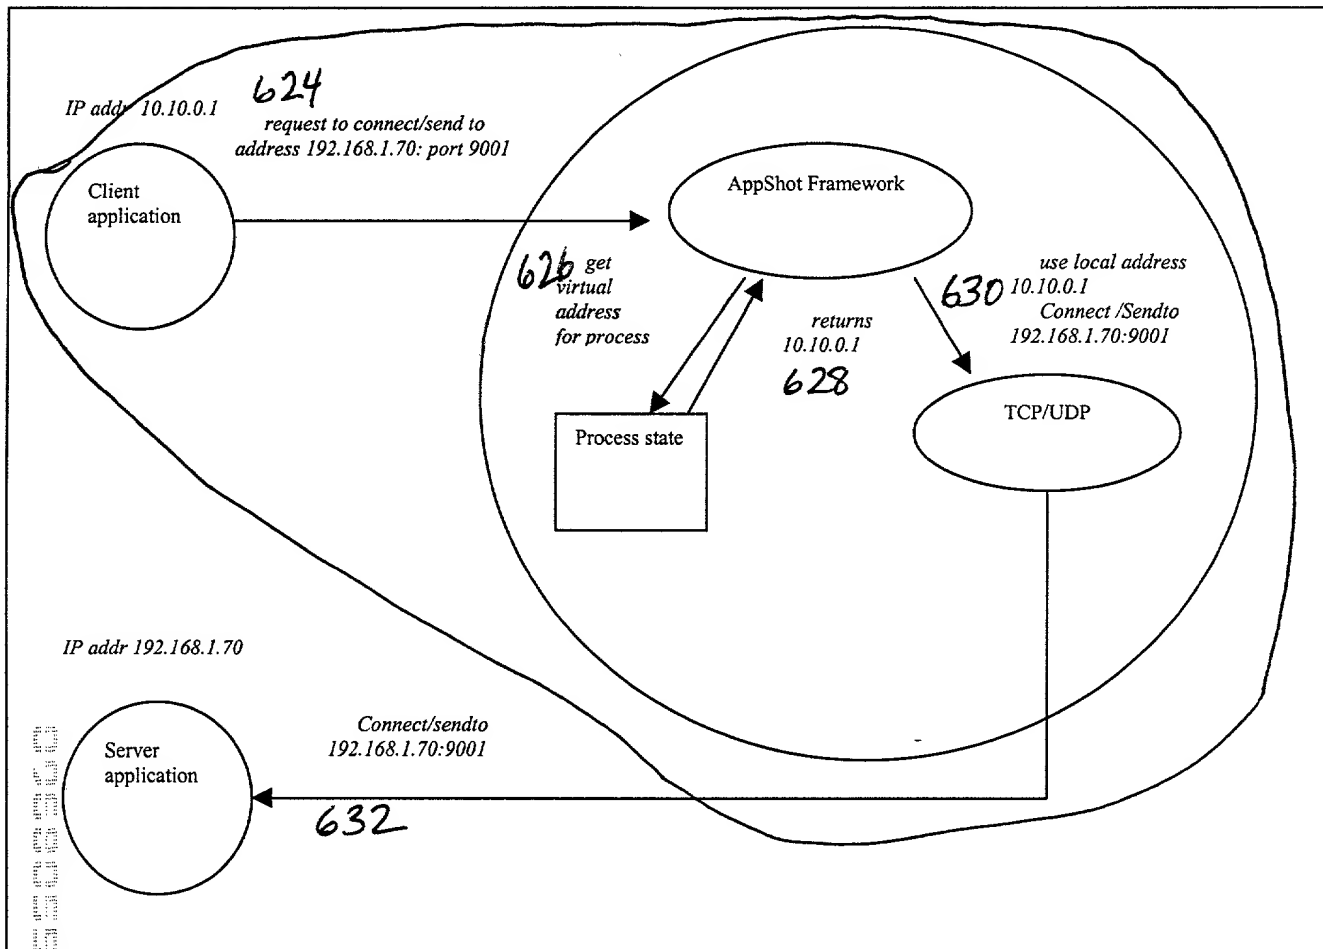 624
IP addr 10.10.0.1
request to connect/send to
address 192.168.1.70: port 9001
Client
application
AppShot Framework
626 get
virtual
address
for process
returns
10.10.0.1
628
630
use local address
10.10.0.1
Connect /Sendto
192.168.1.70:9001
Process state
TCP/UDP
IP addr 192.168.1.70
Connect/sendto
192.168.1.70:9001
Server
application
632